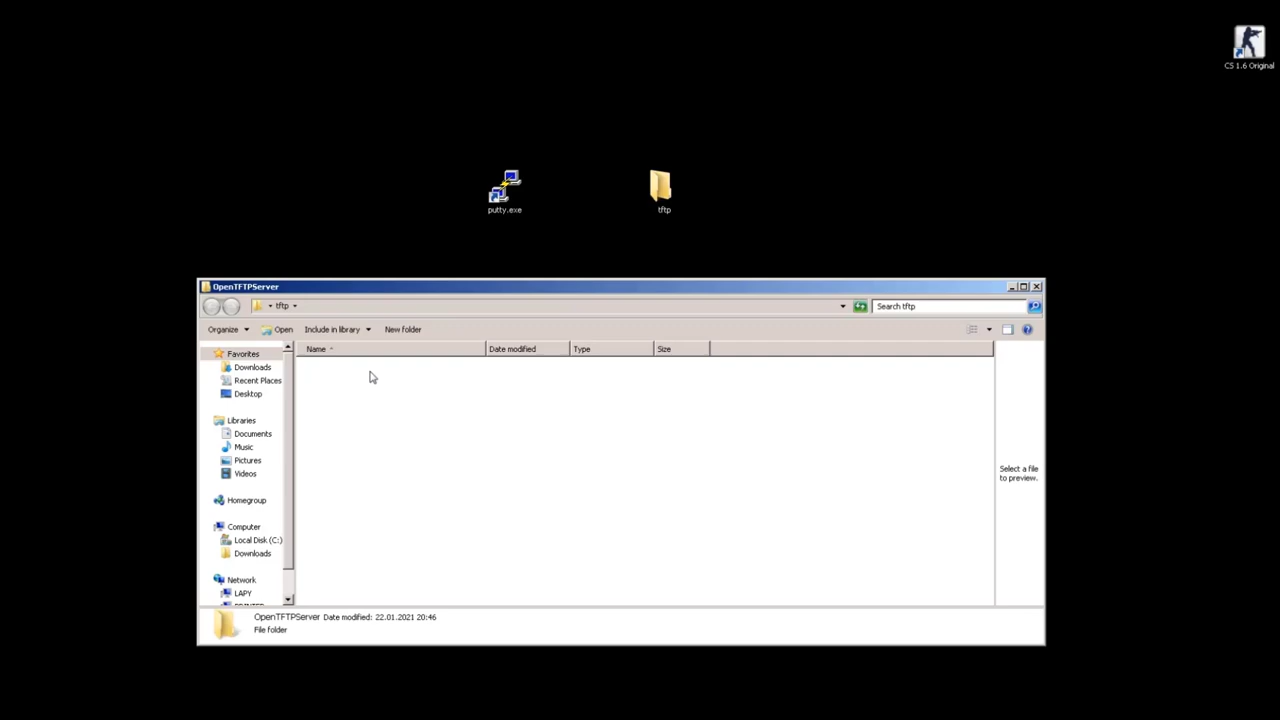 CS 1.6 Original
putty.exe
tftp
OpenTFTPServer
tftp
Search tftp
Organize
Open
Include in library
New folder
Name
Date modified
Type
Size
Favorites
Downloads
Recent Places
Desktop
Libraries
Documents
Music
Pictures
Videos
Homegroup
Computer
Local Disk (C:)
Downloads
Network
LAPY
Select a file
to preview.
OpenTFTPServer Date modified: 22.01.2021 20:46
File folder